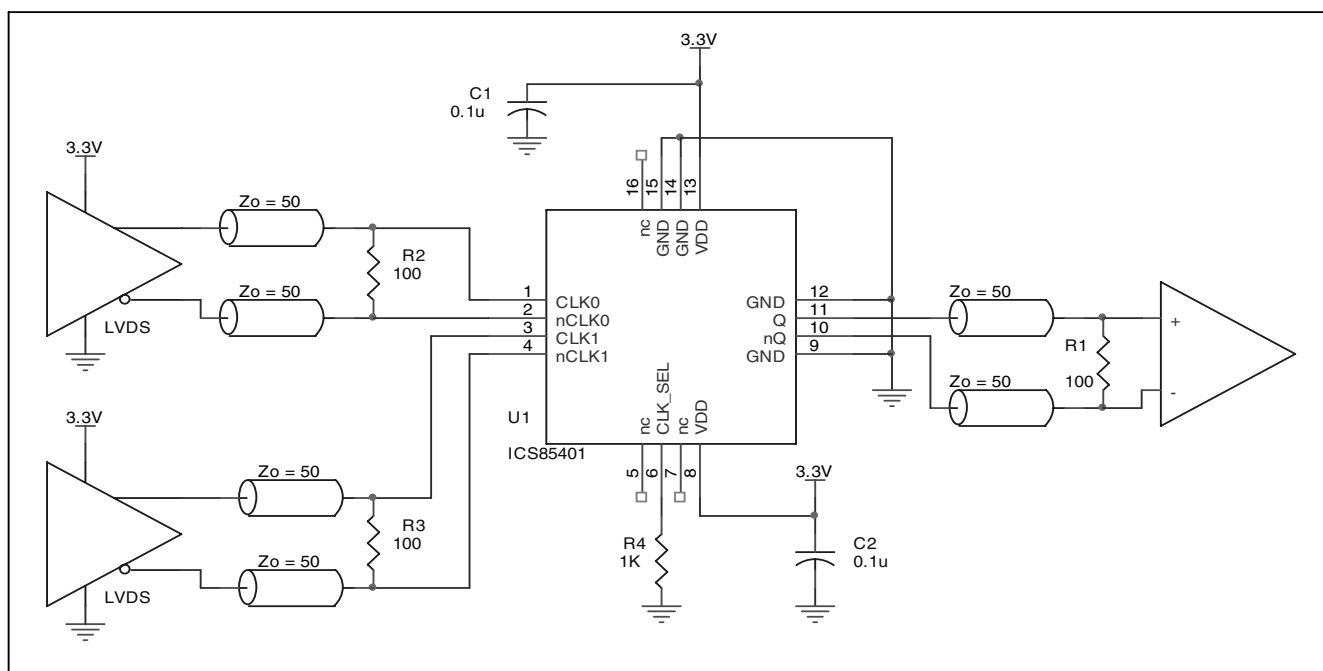 3.3V
C1
0.1u
3.3V
16
15
14
13
Zo = 50
nc
GND
GND
VDD
R2
100
Zo = 50
LVDS
1
2
3
4
CLK0
nCLK0
CLK1
nCLK1
GND
Q
nQ
GND
12
11
10
9
Zo = 50
+
R1
100
Zo = 50
-
3.3V
U1
ICS85401
nc
CLK_SEL
nc
VDD
5
6
7
8
Zo = 50
R3
100
Zo = 50
LVDS
3.3V
R4
1K
C2
0.1u